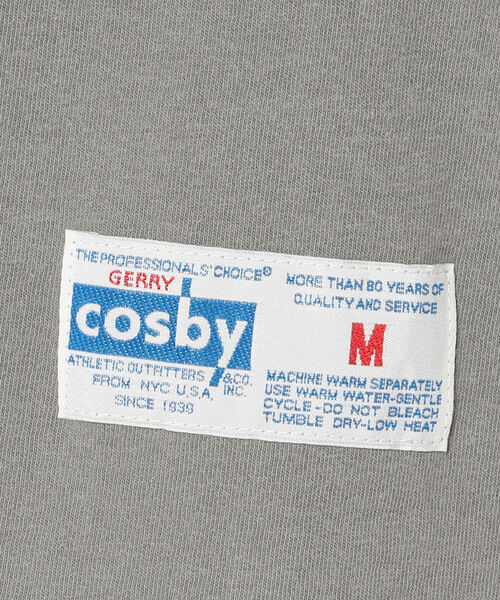 THE PROFESSIONALS' CHOICE®
GERRY
cosby
ATHLETIC OUTFITTERS &CO.
FROM NYC U.S.A. INC.
SINCE 1939
MORE THAN 80 YEARS OF
QUALITY AND SERVICE
M
MACHINE WARM SEPARATELY
USE WARM WATER-GENTLE
CYCLE-DO NOT BLEACH
TUMBLE DRY-LOW HEAT